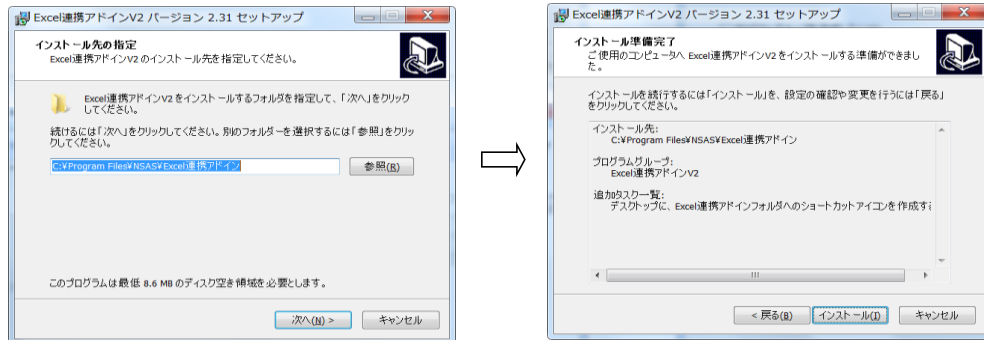 Excel連携アドインV2 バージョン 2.31 セットアップ
インストール先の指定
Excel連携アドインV2 のインストール先を指定してください。
Excel連携アドインV2 をインストールするフォルダを指定して、「次へ」をクリック
してください。
続けるには「次へ」をクリックしてください。別のフォルダーを選択するには「参照」をクリッ
クしてください。
C:¥Program Files¥NSAS¥Excel連携アドイン
参照(R)
このプログラムは最低 8.6 MB のディスク空き領域を必要とします。
次へ(N) >
キャンセル
Excel連携アドインV2 バージョン 2.31 セットアップ
インストール準備完了
ご使用のコンピュータへ Excel連携アドインV2 をインストールする準備ができまし
た。
インストールを続行するには「インストール」を、設定の確認や変更を行うには「戻る」
をクリックしてください。
インストール先:
C:¥Program Files¥NSAS¥Excel連携アドイン
プログラムグループ:
Excel連携アドインV2
追加タスク一覧:
デスクトップに、Excel連携アドインフォルダへのショートカットアイコンを作成す
< 戻る(B)
インストール(I)
キャンセル